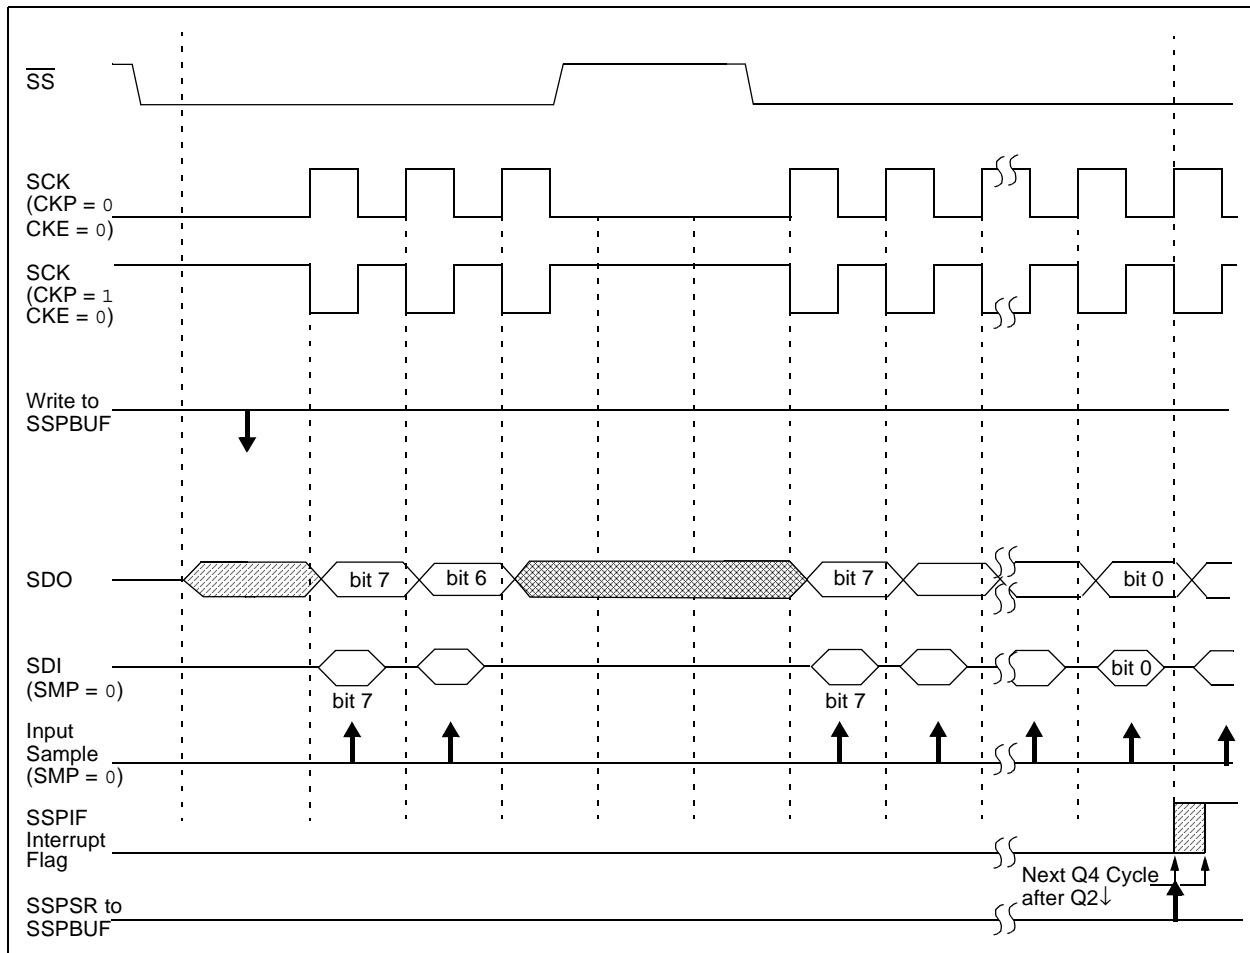 SS
SCK
(CKP = 0
CKE = 0)
SCK
(CKP = 1
CKE = 0)
Write to
SSPBUF
SDO
bit 7
bit 6
bit 7
bit 0
SDI
(SMP = 0)
bit 7
bit 7
bit 0
Input
Sample
(SMP = 0)
SSPIF
Interrupt
Flag
Next Q4 Cycle
after Q2↓
SSPSR to
SSPBUF